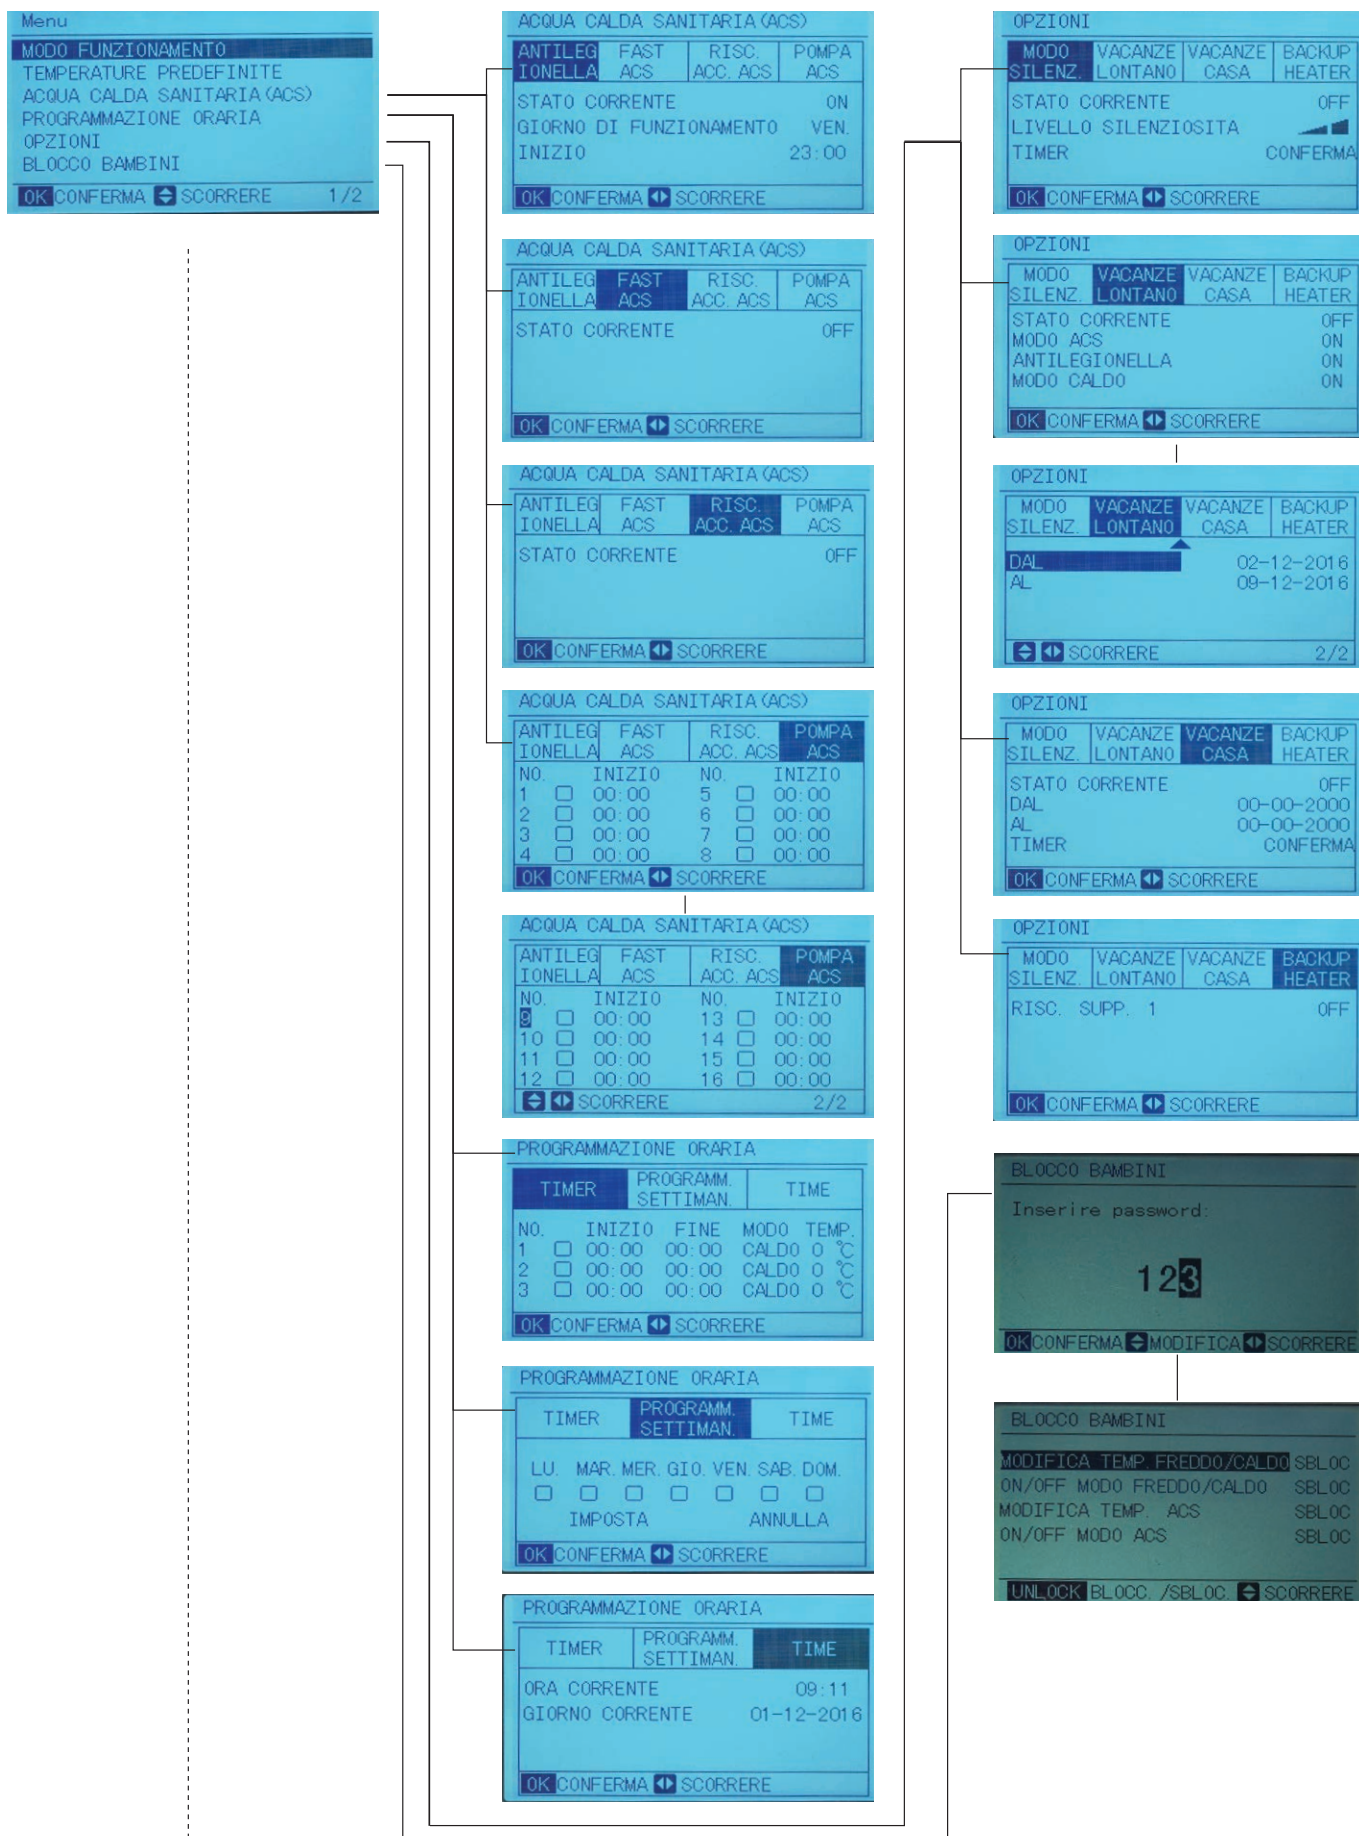 Menu
MODO FUNZIONAMENTO
TEMPERATURE PREDEFINITE
ACQUA CALDA SANITARIA(ACS)
PROGRAMMAZIONE ORARIA
OPZIONI
BLOCCO BAMBINI
OK CONFERMA SCORRERE 1/2
ACQUA CALDA SANITARIA(ACS)
ANTILEG FAST RISC. POMPA
IONELLA ACS ACC. ACS ACS
STATO CORRENTE ON
GIORNO DI FUNZIONAMENTO VEN.
INIZIO 23:00
OK CONFERMA SCORRERE
ACQUA CALDA SANITARIA(ACS)
ANTILEG FAST RISC. POMPA
IONELLA ACS ACC. ACS ACS
STATO CORRENTE OFF
OK CONFERMA SCORRERE
ACQUA CALDA SANITARIA(ACS)
ANTILEG FAST RISC. POMPA
IONELLA ACS ACC. ACS ACS
STATO CORRENTE OFF
OK CONFERMA SCORRERE
ACQUA CALDA SANITARIA(ACS)
ANTILEG FAST RISC. POMPA
IONELLA ACS ACC. ACS ACS
NO. INIZIO NO. INIZIO
1 00:00 5 00:00
2 00:00 6 00:00
3 00:00 7 00:00
4 00:00 8 00:00
OK CONFERMA SCORRERE
ACQUA CALDA SANITARIA(ACS)
ANTILEG FAST RISC. POMPA
IONELLA ACS ACC. ACS ACS
NO. INIZIO NO. INIZIO
9 00:00 13 00:00
10 00:00 14 00:00
11 00:00 15 00:00
12 00:00 16 00:00
SCORRERE 2/2
PROGRAMMAZIONE ORARIA
TIMER PROGRAMM. SETTIMAN. TIME
NO. INIZIO FINE MODO TEMP.
1 00:00 00:00 CALDO 0 ℃
2 00:00 00:00 CALDO 0 ℃
3 00:00 00:00 CALDO 0 ℃
OK CONFERMA SCORRERE
PROGRAMMAZIONE ORARIA
TIMER PROGRAMM. SETTIMAN. TIME
LU. MAR. MER. GIO. VEN. SAB. DOM.
IMPOSTA ANNULLA
OK CONFERMA SCORRERE
PROGRAMMAZIONE ORARIA
TIMER PROGRAMM. SETTIMAN. TIME
ORA CORRENTE 09:11
GIORNO CORRENTE 01-12-2016
OK CONFERMA SCORRERE
OPZIONI
MODO VACANZE VACANZE BACKUP
SILENZ. LONTANO CASA HEATER
STATO CORRENTE OFF
LIVELLO SILENZIOSITA
TIMER CONFERMA
OK CONFERMA SCORRERE
OPZIONI
MODO VACANZE VACANZE BACKUP
SILENZ. LONTANO CASA HEATER
STATO CORRENTE OFF
MODO ACS ON
ANTILEGIONELLA ON
MODO CALDO ON
OK CONFERMA SCORRERE
OPZIONI
MODO VACANZE VACANZE BACKUP
SILENZ. LONTANO CASA HEATER
DAL 02-12-2016
AL 09-12-2016
SCORRERE 2/2
OPZIONI
MODO VACANZE VACANZE BACKUP
SILENZ. LONTANO CASA HEATER
STATO CORRENTE OFF
DAL 00-00-2000
AL 00-00-2000
TIMER CONFERMA
OK CONFERMA SCORRERE
OPZIONI
MODO VACANZE VACANZE BACKUP
SILENZ. LONTANO CASA HEATER
RISC. SUPP. 1 OFF
OK CONFERMA SCORRERE
BLOCCO BAMBINI
Inserire password:
123
OK CONFERMA MODIFICA SCORRERE
BLOCCO BAMBINI
MODIFICA TEMP. FREDDO/CALDO SBLOC
ON/OFF MODO FREDDO/CALDO SBLOC
MODIFICA TEMP. ACS SBLOC
ON/OFF MODO ACS SBLOC
UNLOCK BLOCC. /SBLOC. SCORRERE